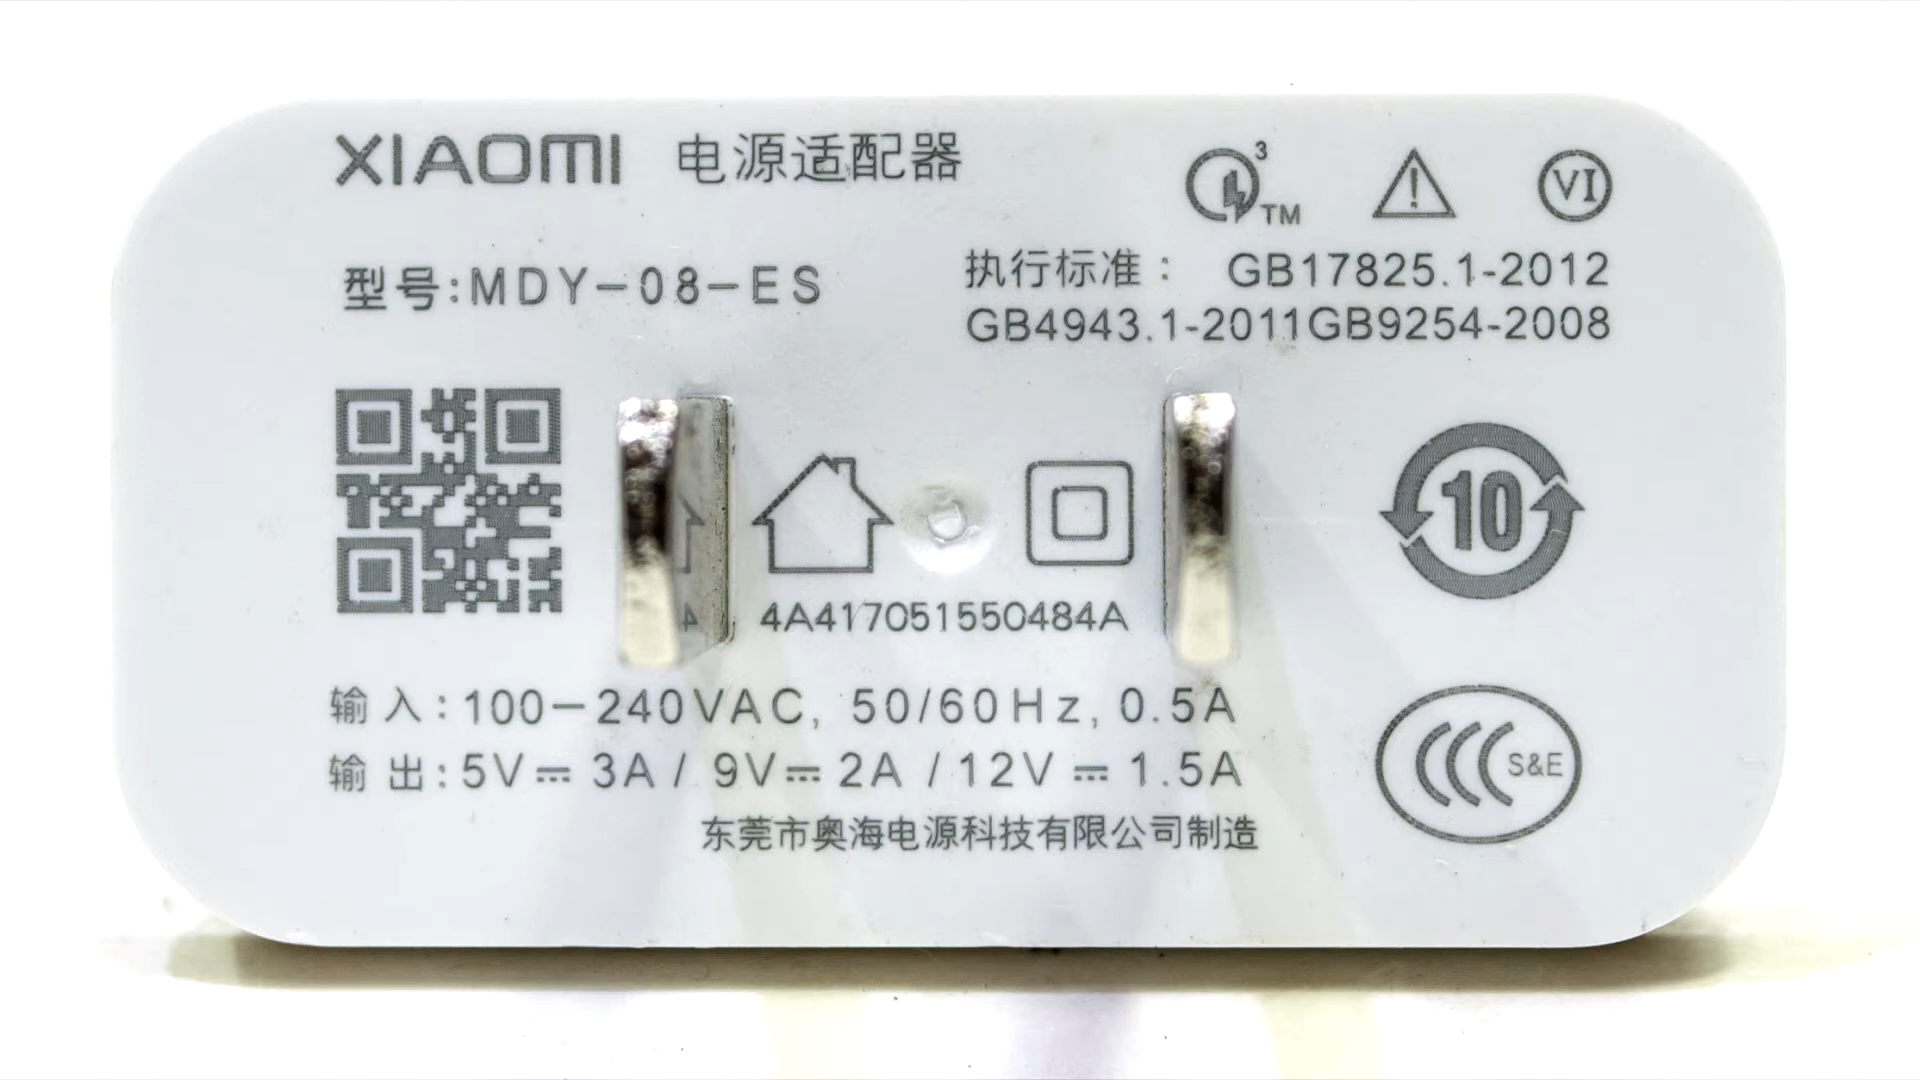 XIAOMI 电源适配器
3 TM VI
型号:MDY-08-ES
执行标准: GB17825.1-2012
GB4943.1-2011GB9254-2008
10
4A417051550484A
输入:100-240VAC, 50/60Hz, 0.5A
输出:5V⎓3A/9V⎓2A/12V⎓1.5A
CCC S&E
东莞市奥海电源科技有限公司制造